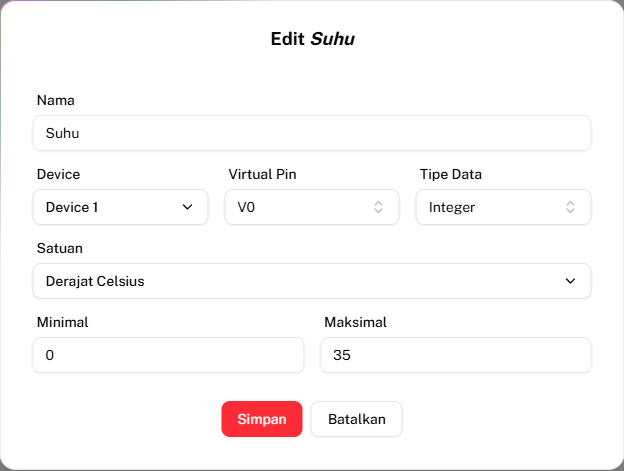 Edit Suhu
Nama
Suhu
Device Virtual Pin Tipe Data
Device 1 V0 Integer
Satuan
Derajat Celsius
Minimal Maksimal
0 35
Simpan Batalkan